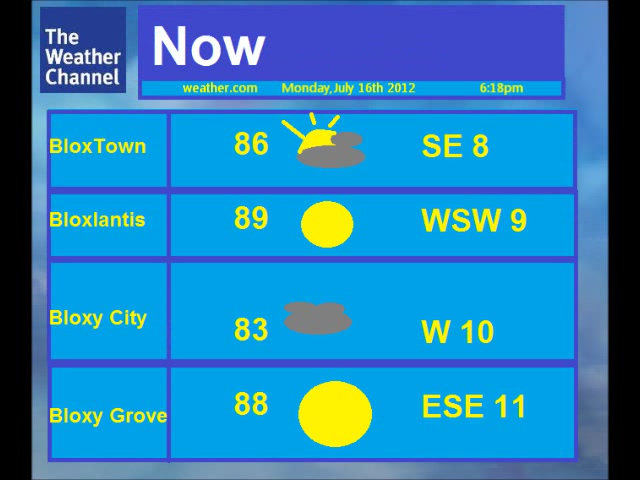 The
Weather
Channel
Now
weather.com Monday,July 16th 2012 6:18pm
BloxTown 86 SE 8
Bloxlantis 89 WSW 9
Bloxy City 83 W 10
Bloxy Grove 88 ESE 11